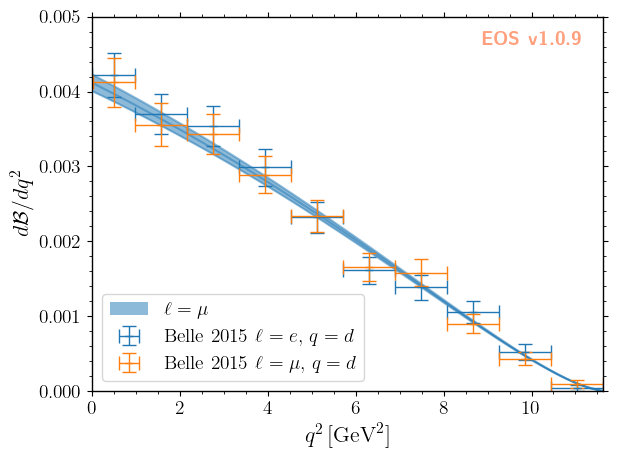 0.005
EOS v1.0.9
0.004
0.003
0.002
0.001
0.000
dℬ/dq²
ℓ = μ
Belle 2015 ℓ = e, q = d
Belle 2015 ℓ = μ, q = d
0 2 4 6 8 10
q² [GeV²]